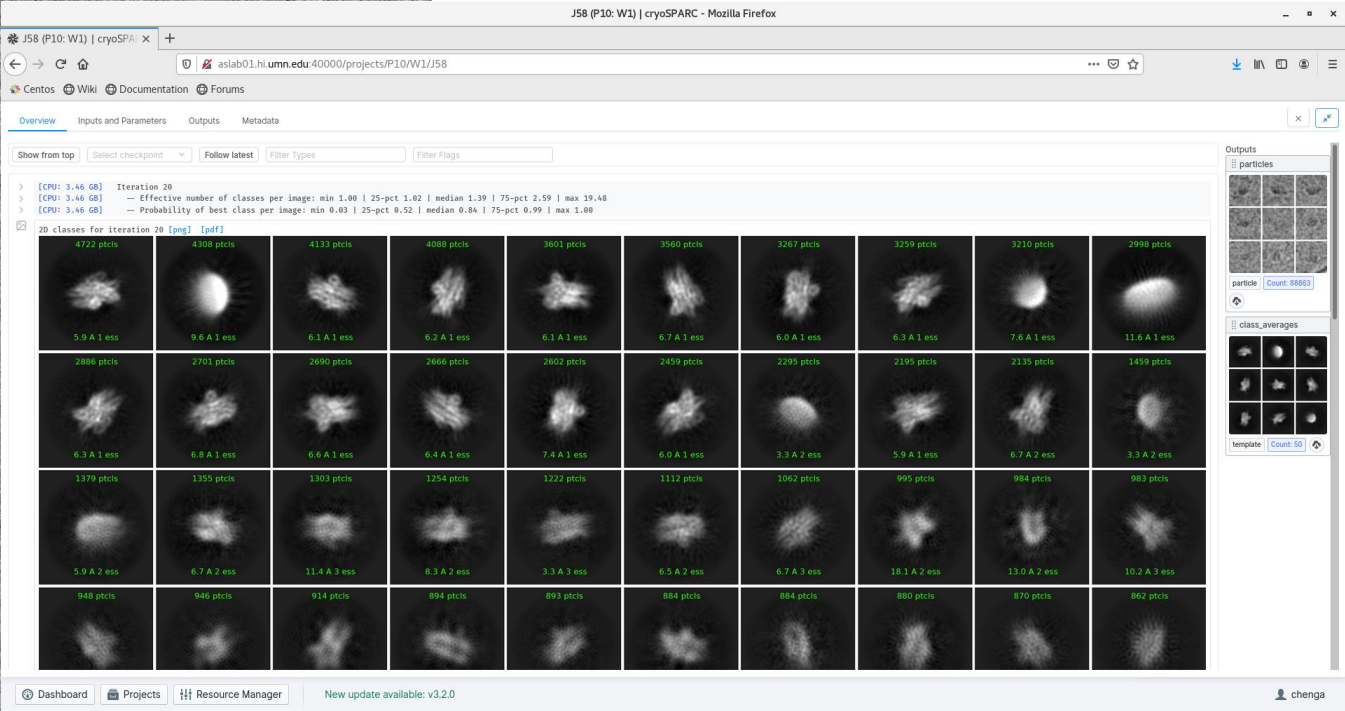 J58 (P10: W1) | cryoSPARC - Mozilla Firefox
J58 (P10: W1) | cryoSPA
aslab01.hi.umn.edu:40000/projects/P10/W1/J58
Centos Wiki Documentation Forums
Overview Inputs and Parameters Outputs Metadata
Show from top Select checkpoint Follow latest Filter Types Filter Flags
[CPU: 3.46 GB] Iteration 20
[CPU: 3.46 GB] -- Effective number of classes per image: min 1.00 | 25-pct 1.02 | median 1.39 | 75-pct 2.59 | max 19.48
[CPU: 3.46 GB] -- Probability of best class per image: min 0.03 | 25-pct 0.52 | median 0.84 | 75-pct 0.99 | max 1.00
2D classes for iteration 20 [png] [pdf]
4722 ptcls 4308 ptcls 4133 ptcls 4088 ptcls 3601 ptcls 3560 ptcls 3267 ptcls 3259 ptcls 3210 ptcls 2998 ptcls
5.9 A 1 ess 9.6 A 1 ess 6.1 A 1 ess 6.2 A 1 ess 6.1 A 1 ess 6.7 A 1 ess 6.0 A 1 ess 6.3 A 1 ess 7.6 A 1 ess 11.6 A 1 ess
2886 ptcls 2701 ptcls 2690 ptcls 2666 ptcls 2602 ptcls 2459 ptcls 2295 ptcls 2195 ptcls 2135 ptcls 1459 ptcls
6.3 A 1 ess 6.8 A 1 ess 6.6 A 1 ess 6.4 A 1 ess 7.4 A 1 ess 6.0 A 1 ess 3.3 A 2 ess 5.9 A 1 ess 6.7 A 2 ess 3.3 A 2 ess
1379 ptcls 1355 ptcls 1303 ptcls 1254 ptcls 1222 ptcls 1112 ptcls 1062 ptcls 995 ptcls 984 ptcls 983 ptcls
5.9 A 2 ess 6.7 A 2 ess 11.4 A 3 ess 8.3 A 2 ess 3.3 A 3 ess 6.5 A 2 ess 6.7 A 3 ess 18.1 A 2 ess 13.0 A 2 ess 10.2 A 3 ess
948 ptcls 946 ptcls 914 ptcls 894 ptcls 893 ptcls 884 ptcls 884 ptcls 880 ptcls 870 ptcls 862 ptcls
Outputs
particles
particle Count: 88863
class_averages
template Count: 50
Dashboard Projects Resource Manager New update available: v3.2.0 chenga